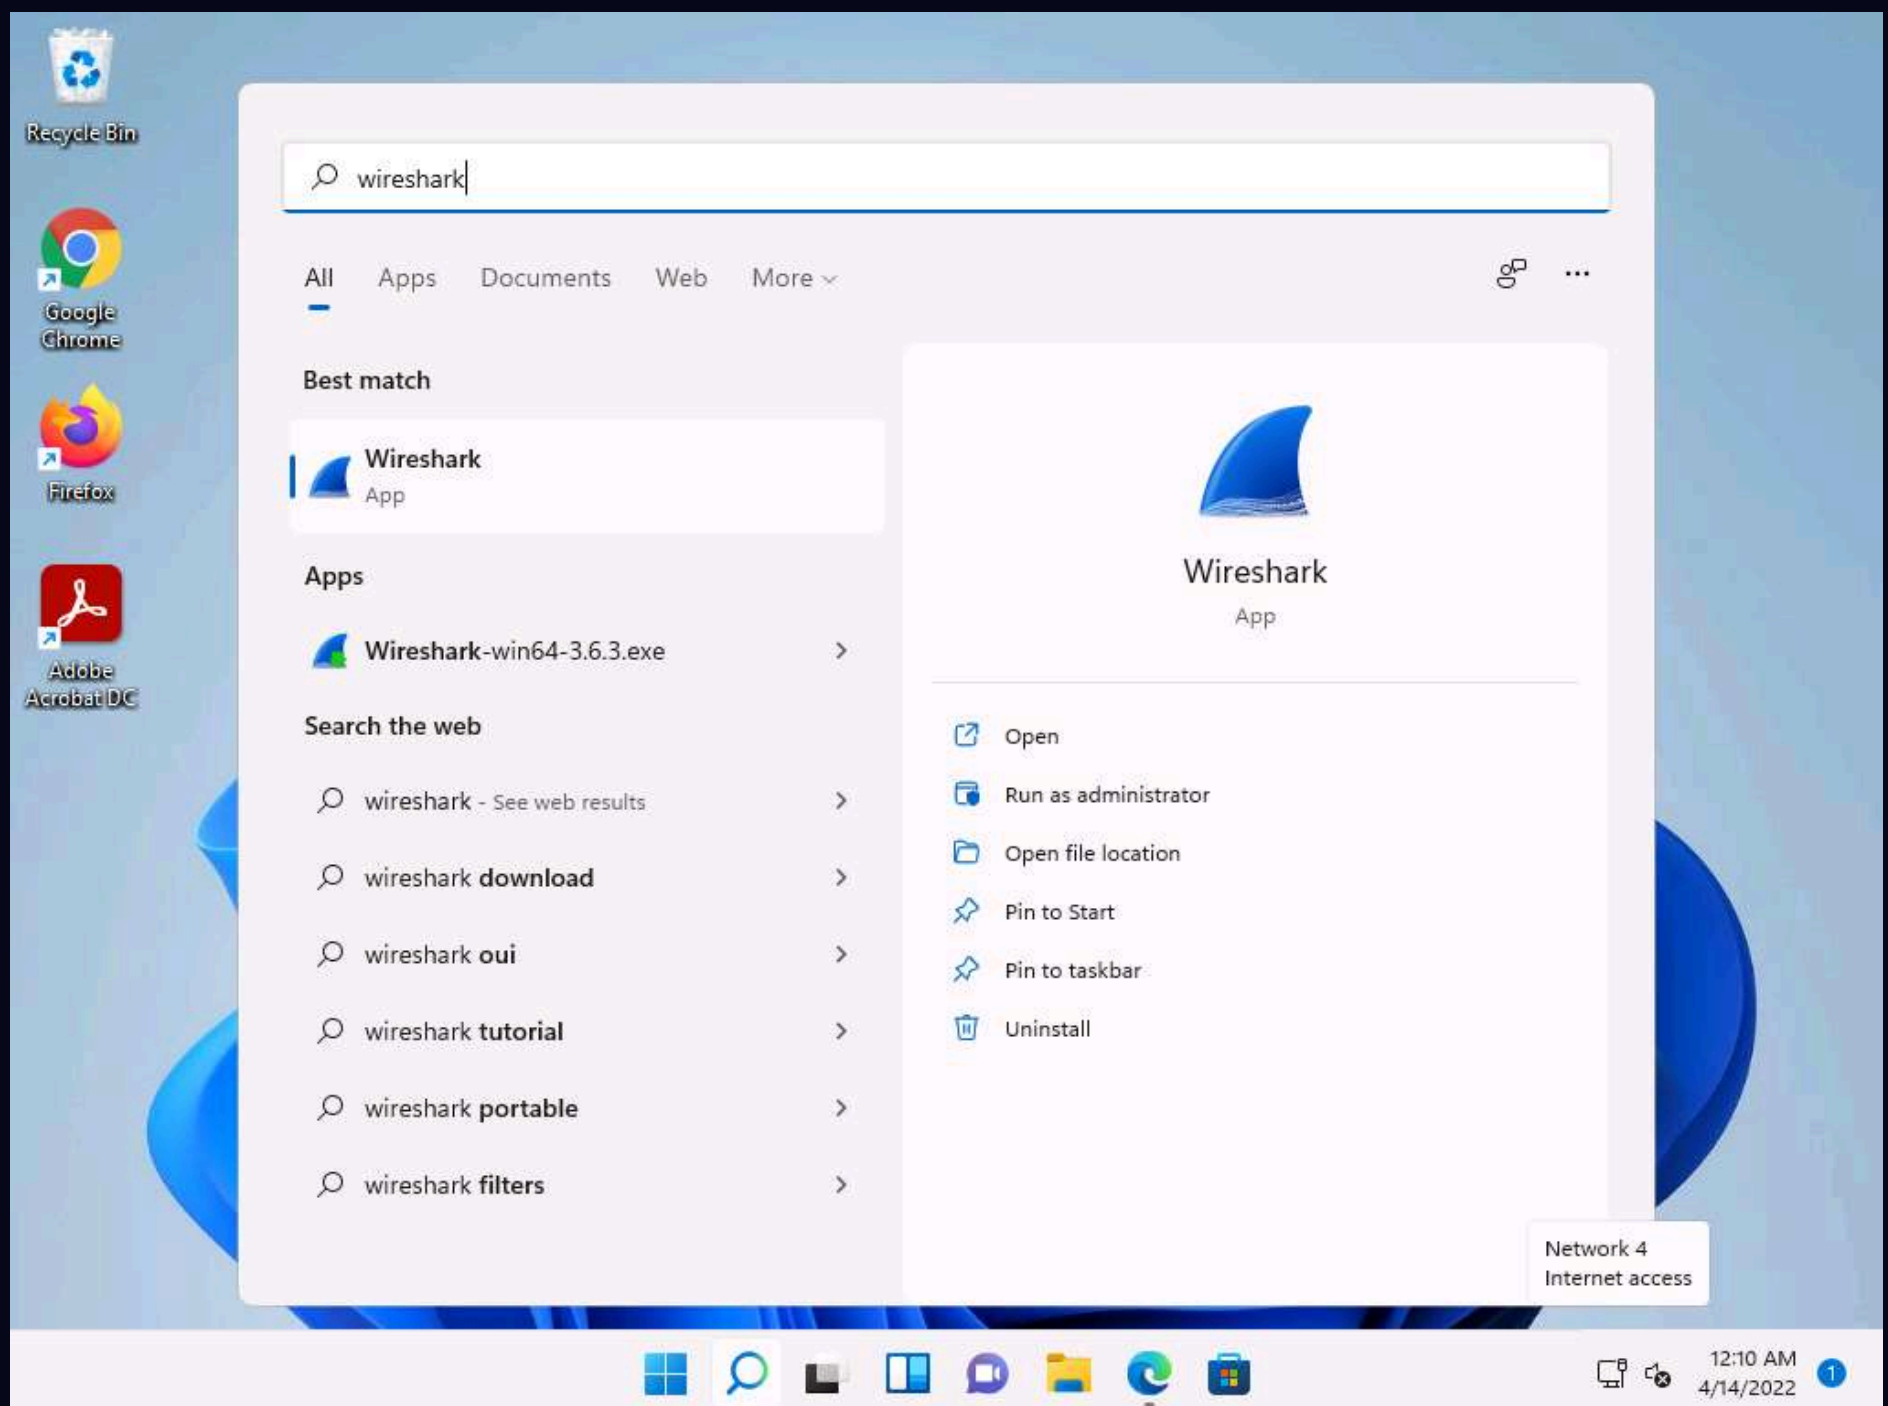 Recycle Bin
Google
Chrome
Firefox
Adobe
Acrobat DC
wireshark
All Apps Documents Web More
Best match
Wireshark
App
Apps
Wireshark-win64-3.6.3.exe
Search the web
wireshark - See web results
wireshark download
wireshark oui
wireshark tutorial
wireshark portable
wireshark filters
Wireshark
App
Open
Run as administrator
Open file location
Pin to Start
Pin to taskbar
Uninstall
Network 4
Internet access
12:10 AM
4/14/2022
1